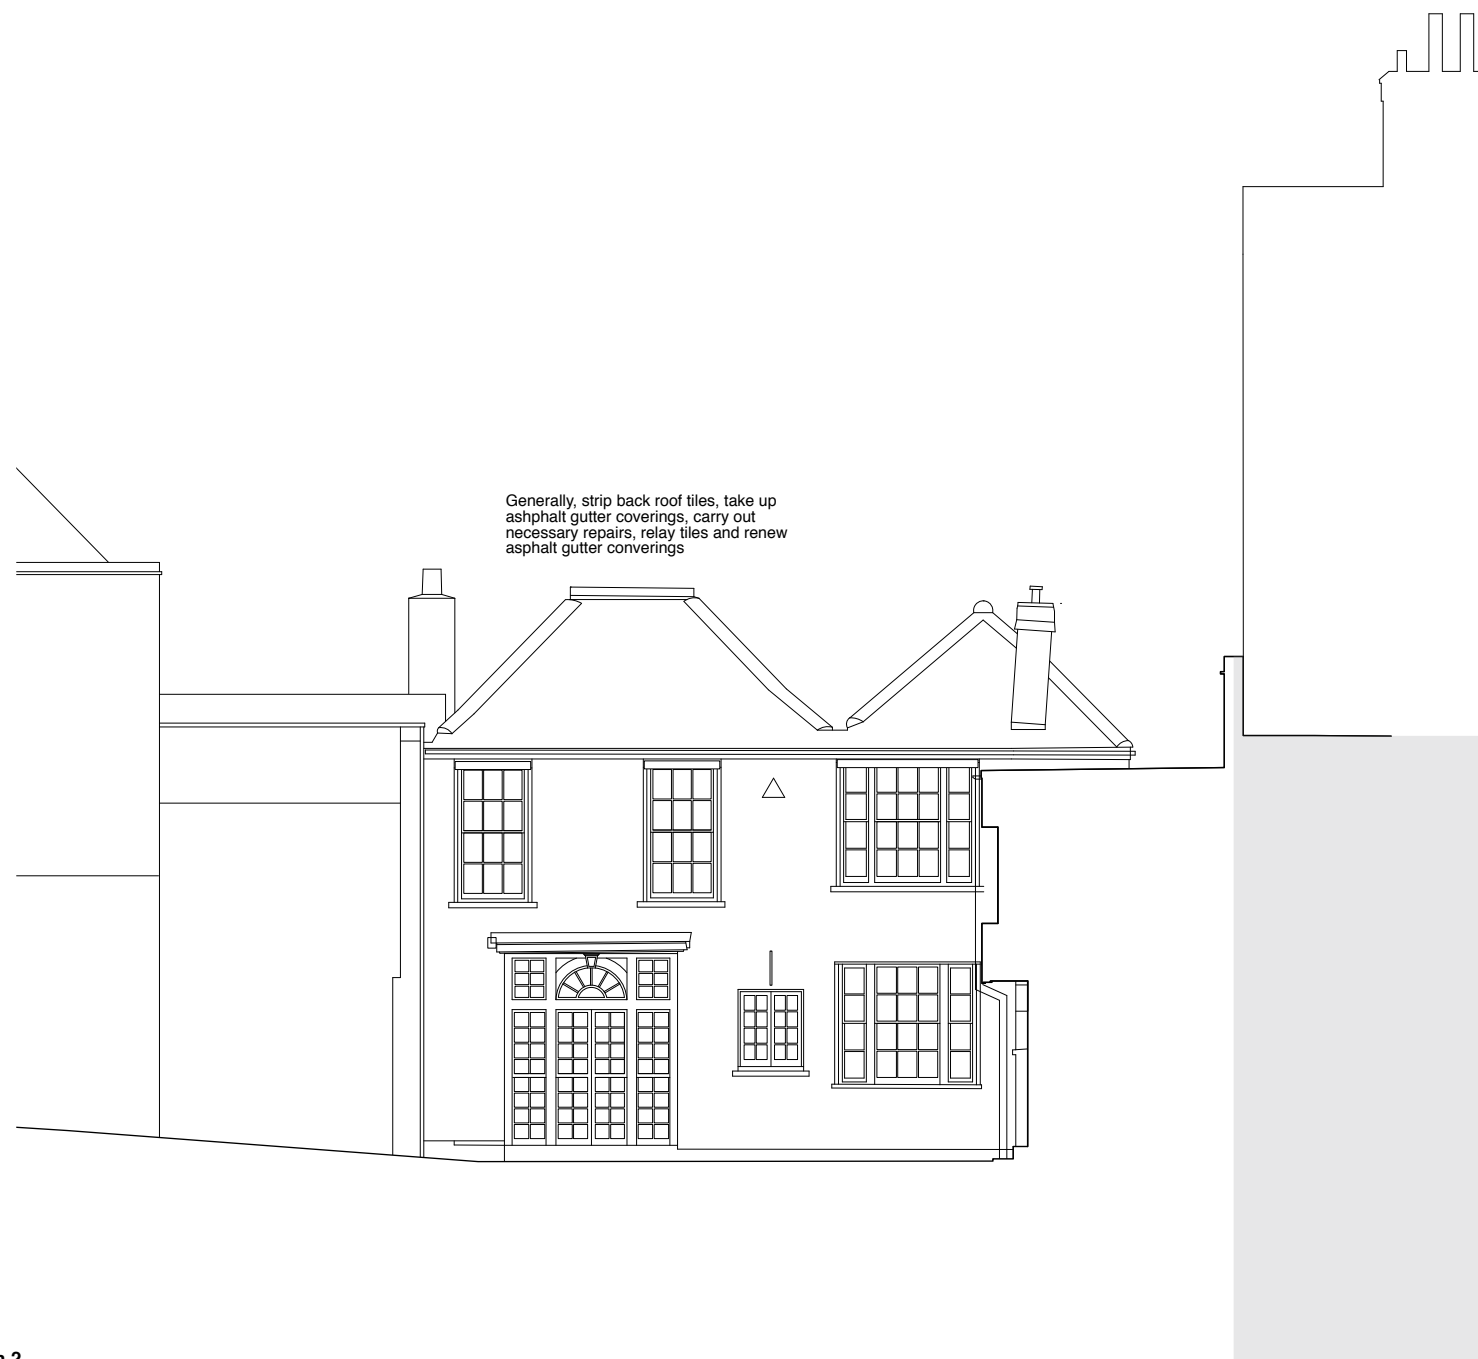 Generally, strip back roof tiles, take up
ashphalt gutter coverings, carry out
necessary repairs, relay tiles and renew
asphalt gutter converings